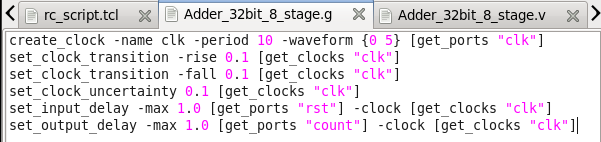 rc_script.tcl Adder_32bit_8_stage.g Adder_32bit_8_stage.v
create_clock -name clk -period 10 -waveform {0 5} [get_ports "clk"]
set_clock_transition -rise 0.1 [get_clocks "clk"]
set_clock_transition -fall 0.1 [get_clocks "clk"]
set_clock_uncertainty 0.1 [get_clocks "clk"]
set_input_delay -max 1.0 [get_ports "rst"] -clock [get_clocks "clk"]
set_output_delay -max 1.0 [get_ports "count"] -clock [get_clocks "clk"]